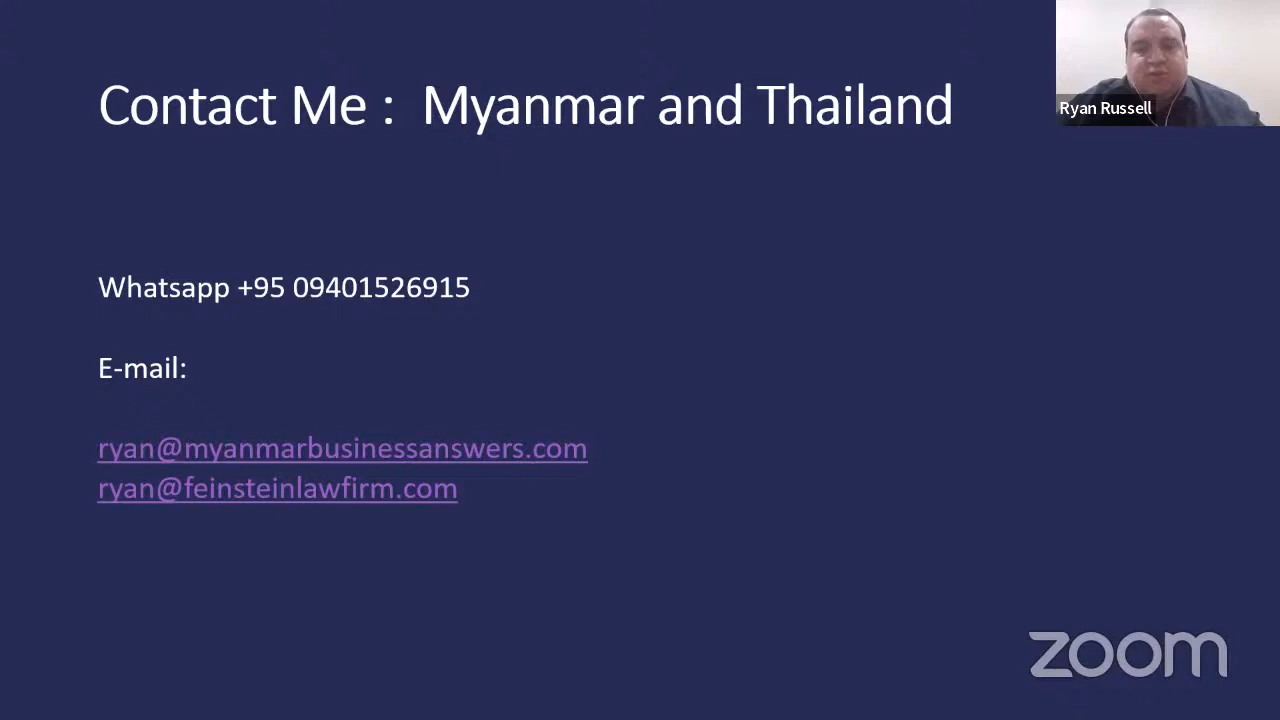 Contact Me : Myanmar and Thailand
Ryan Russell
Whatsapp +95 09401526915
E-mail:
ryan@myanmarbusinessanswers.com
ryan@feinsteinlawfirm.com
zoom